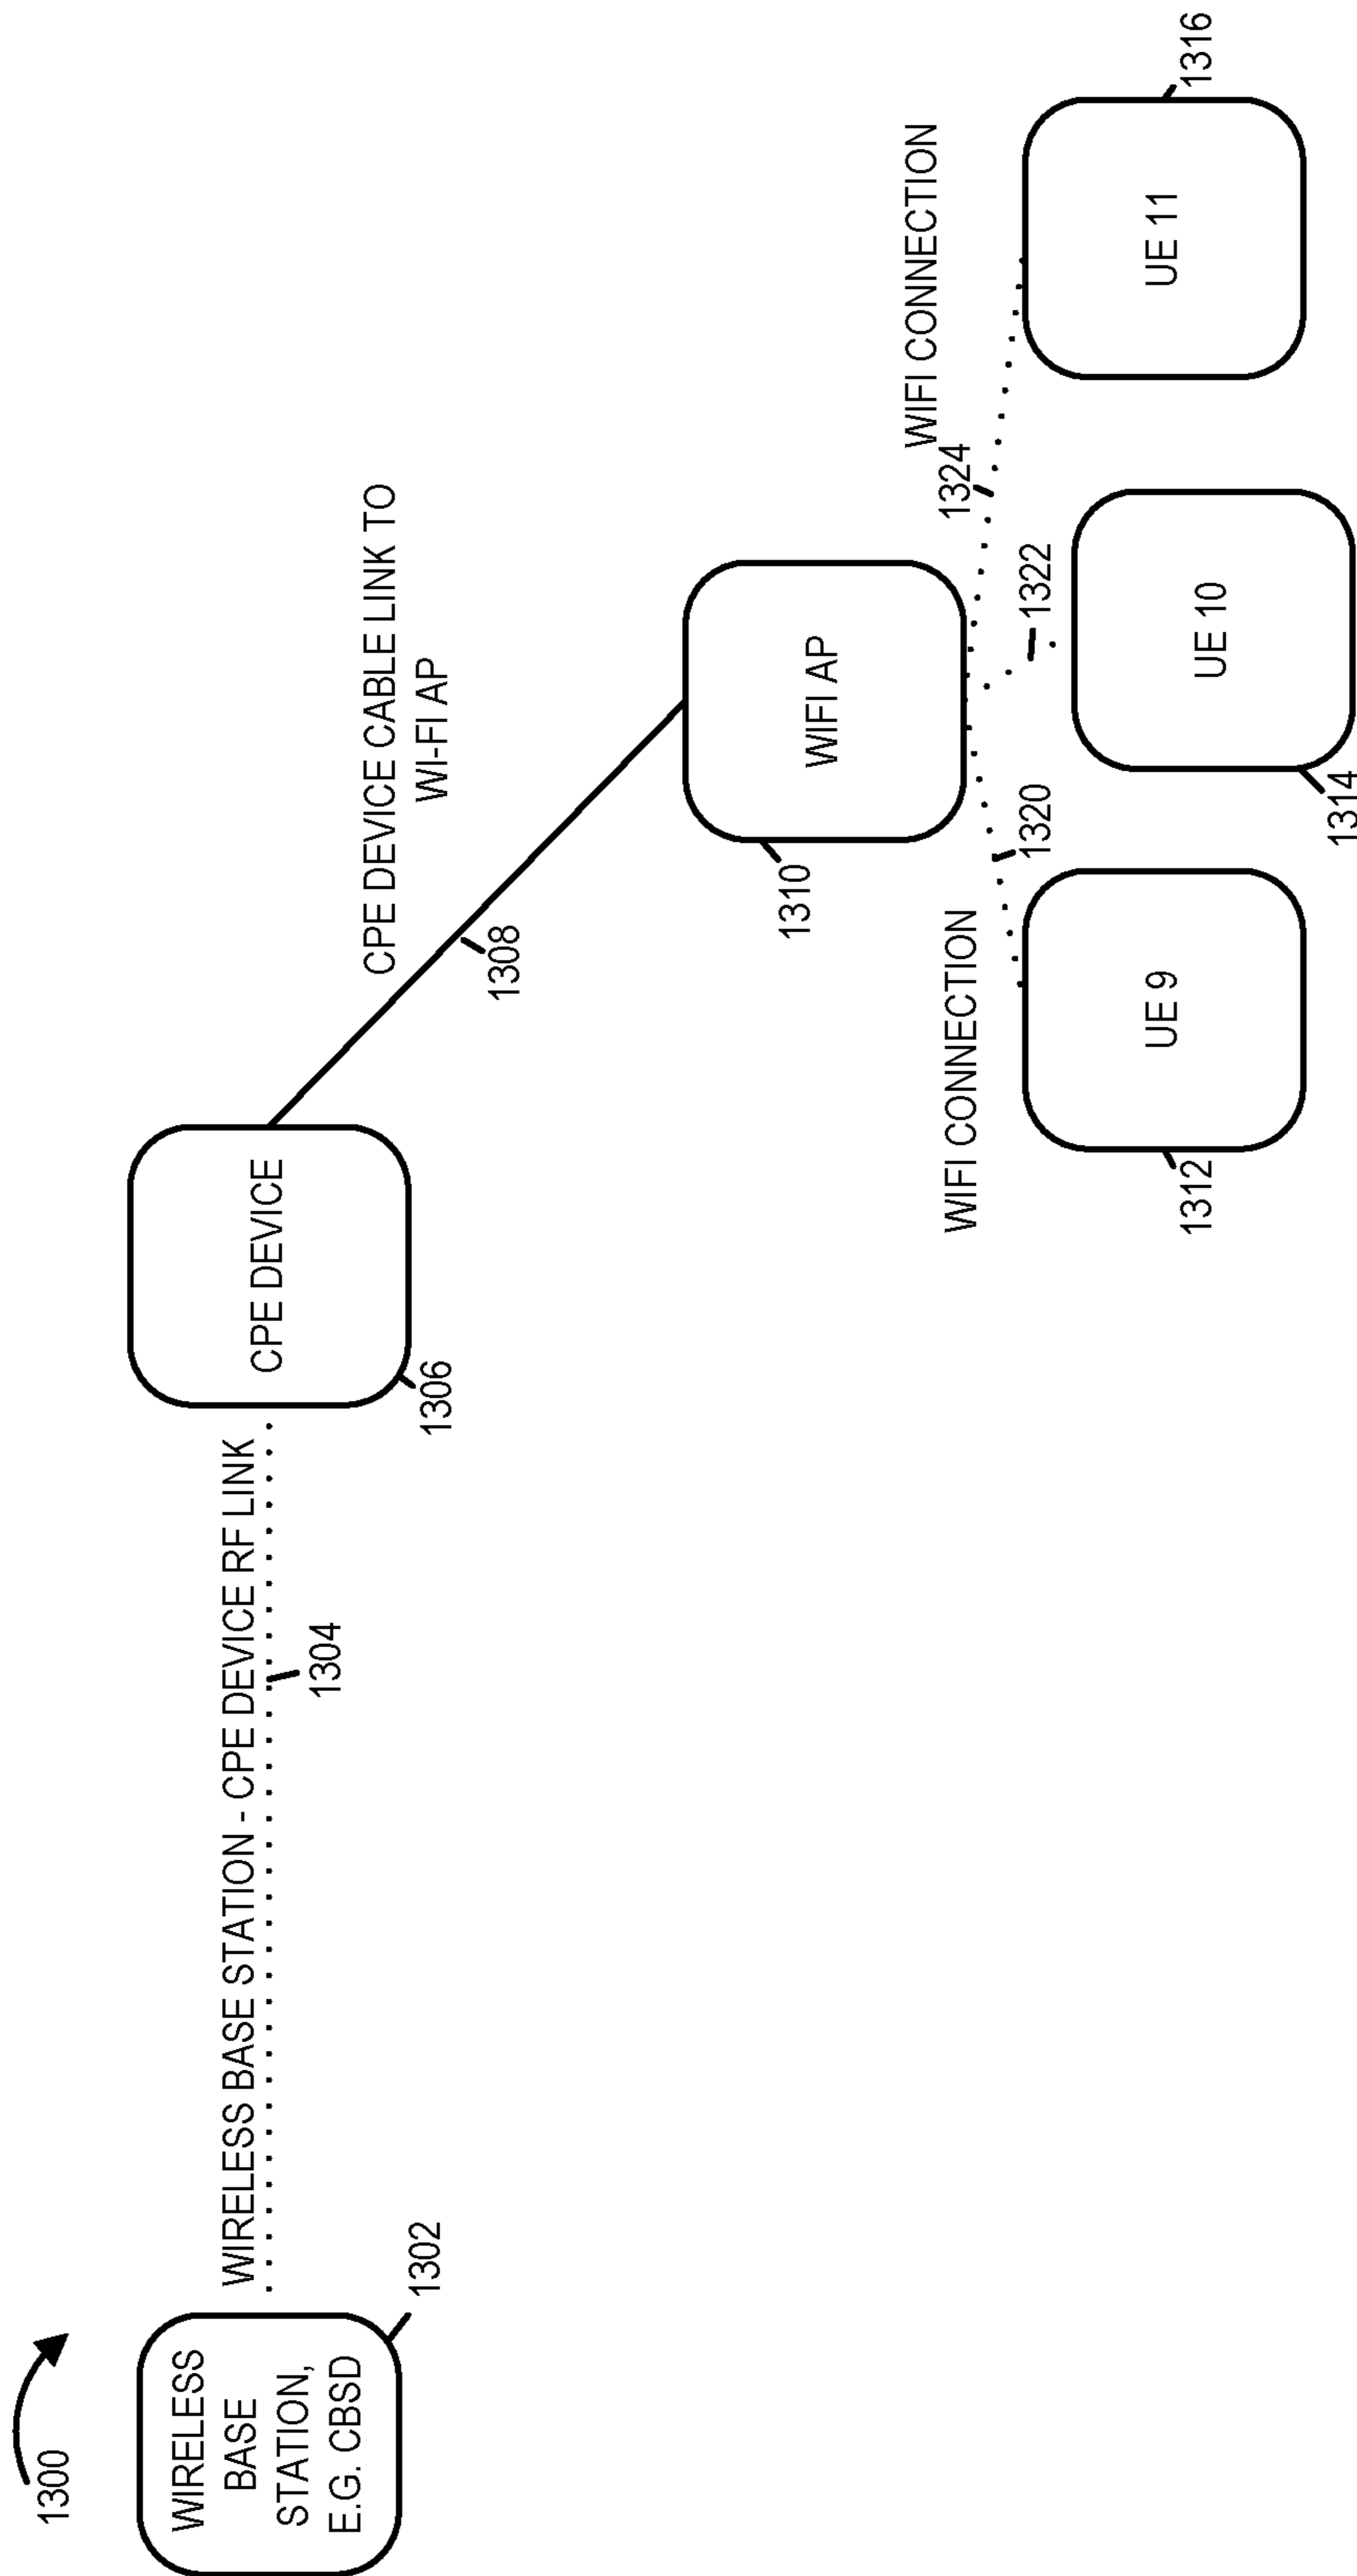 1300
WIRELESS
BASE
STATION,
E.G. CBSD
1302
WIRELESS BASE STATION - CPE DEVICE RF LINK
1304
CPE DEVICE
1306
CPE DEVICE CABLE LINK TO
WI-FI AP
1308
WIFI AP
1310
WIFI CONNECTION
1320
1322
1324
WIFI CONNECTION
UE 9
1312
UE 10
1314
UE 11
1316